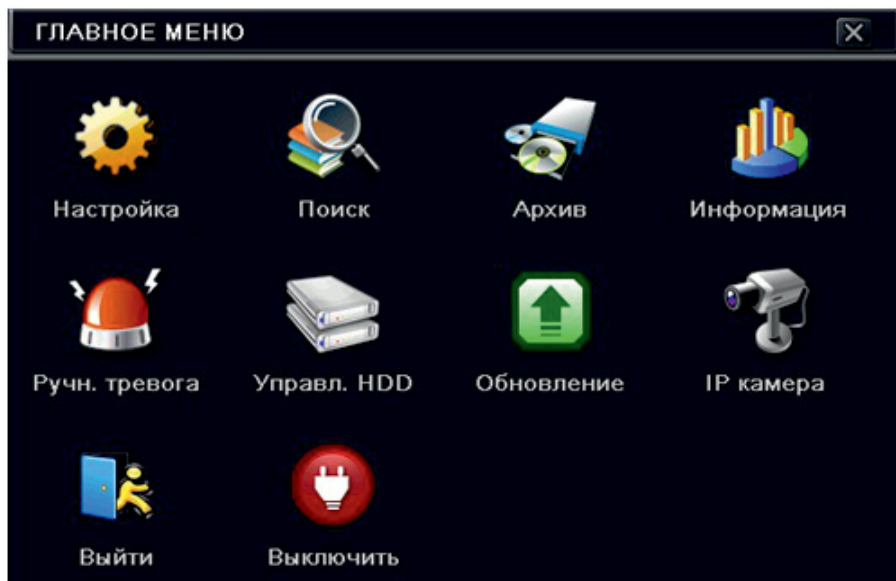 ГЛАВНОЕ МЕНЮ
Настройка
Поиск
Архив
Информация
Ручн. тревога
Управл. HDD
Обновление
IP камера
Выйти
Выключить